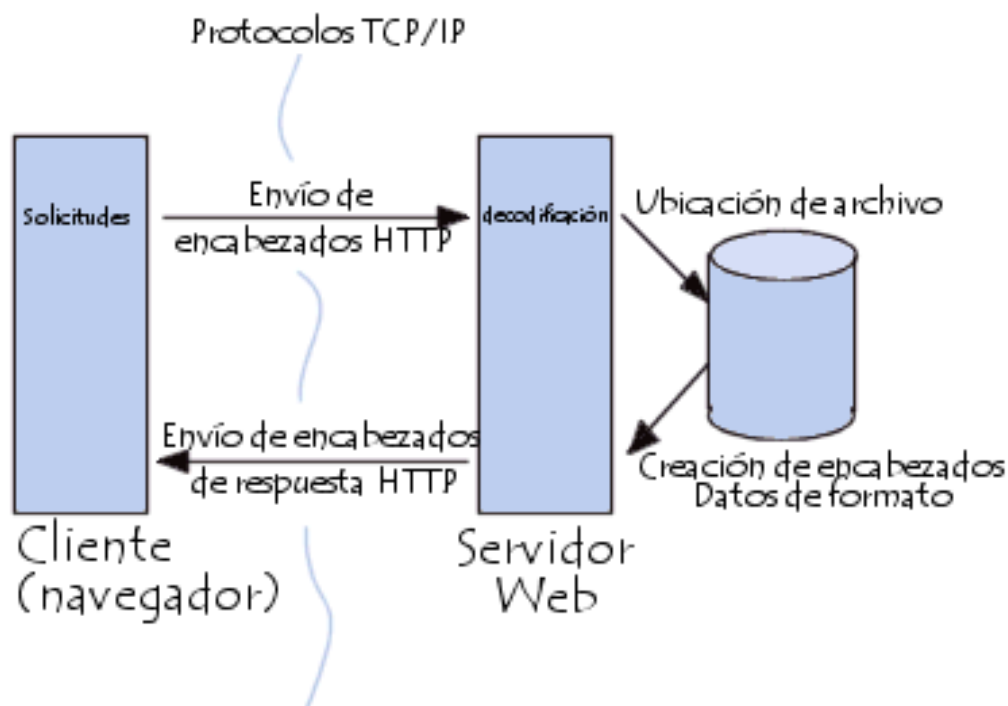 Protocolos TCP/IP
Solicitudes
Envío de
encabezados HTTP
decodificación
Ubicación de archivo
Envío de encabezados
de respuesta HTTP
Creación de encabezados
Datos de formato
Cliente
(navegador)
Servidor
Web